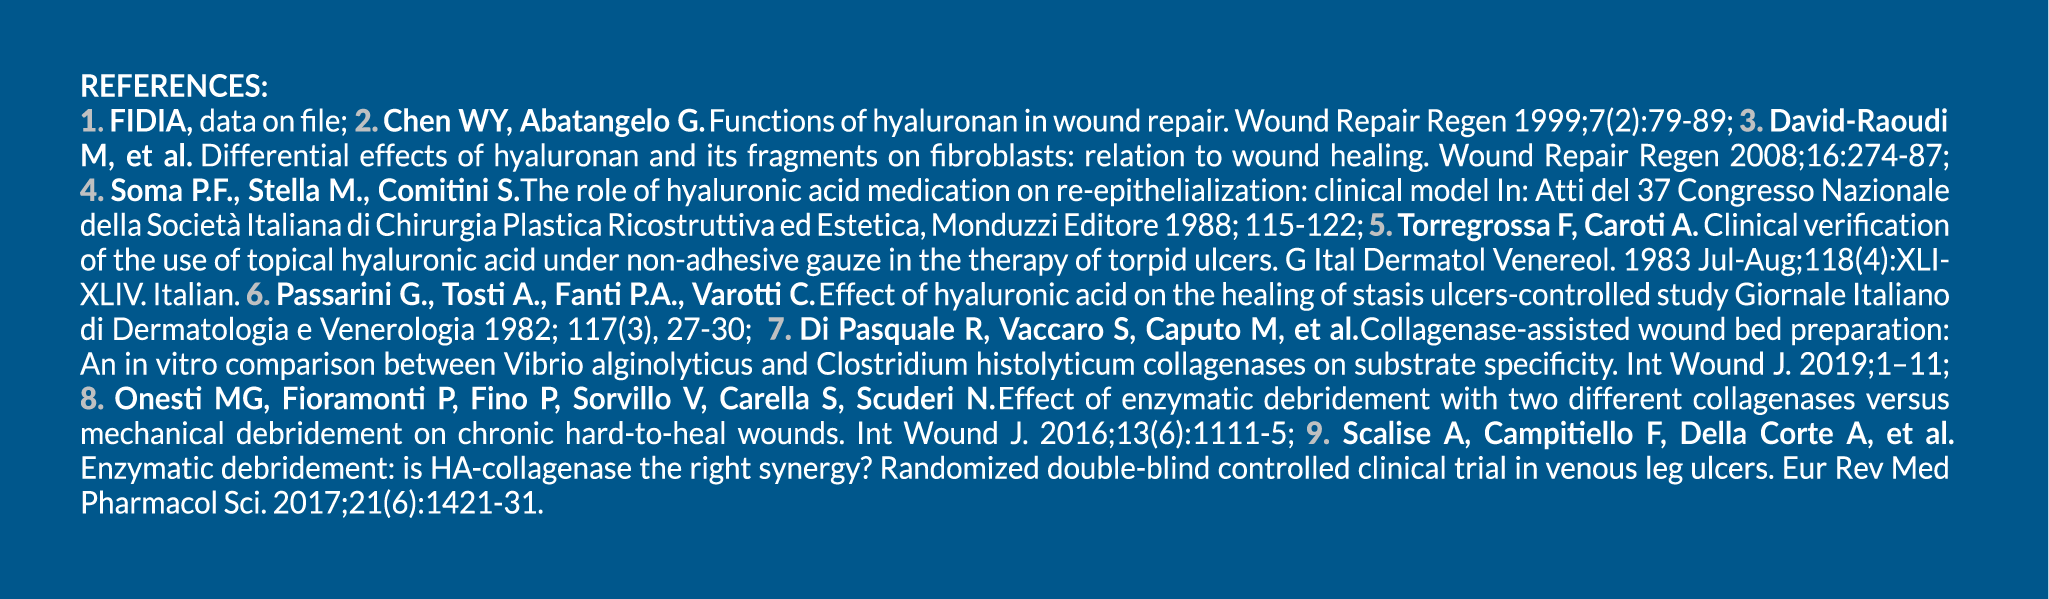 REFERENCES:
1. FIDIA, data on file; 2. Chen WY, Abatangelo G. Functions of hyaluronan in wound repair. Wound Repair Regen 1999;7(2):79-89; 3. David-Raoudi
M, et al. Differential effects of hyaluronan and its fragments on fibroblasts: relation to wound healing. Wound Repair Regen 2008;16:274-87;
4. Soma P.F., Stella M., Comitini S.The role of hyaluronic acid medication on re-epithelialization: clinical model In: Atti del 37 Congresso Nazionale
della Società Italiana di Chirurgia Plastica Ricostruttiva ed Estetica, Monduzzi Editore 1988; 115-122; 5. Torregrossa F, Caroti A. Clinical verification
of the use of topical hyaluronic acid under non-adhesive gauze in the therapy of torpid ulcers. G Ital Dermatol Venereol. 1983 Jul-Aug;118(4):XLI-
XLIV. Italian. 6. Passarini G., Tosti A., Fanti P.A., Varotti C.Effect of hyaluronic acid on the healing of stasis ulcers-controlled study Giornale Italiano
di Dermatologia e Venerologia 1982; 117(3), 27-30; 7. Di Pasquale R, Vaccaro S, Caputo M, et al.Collagenase-assisted wound bed preparation:
An in vitro comparison between Vibrio alginolyticus and Clostridium histolyticum collagenases on substrate specificity. Int Wound J. 2019;1–11;
8. Onesti MG, Fioramonti P, Fino P, Sorvillo V, Carella S, Scuderi N.Effect of enzymatic debridement with two different collagenases versus
mechanical debridement on chronic hard-to-heal wounds. Int Wound J. 2016;13(6):1111-5; 9. Scalise A, Campitiello F, Della Corte A, et al.
Enzymatic debridement: is HA-collagenase the right synergy? Randomized double-blind controlled clinical trial in venous leg ulcers. Eur Rev Med
Pharmacol Sci. 2017;21(6):1421-31.